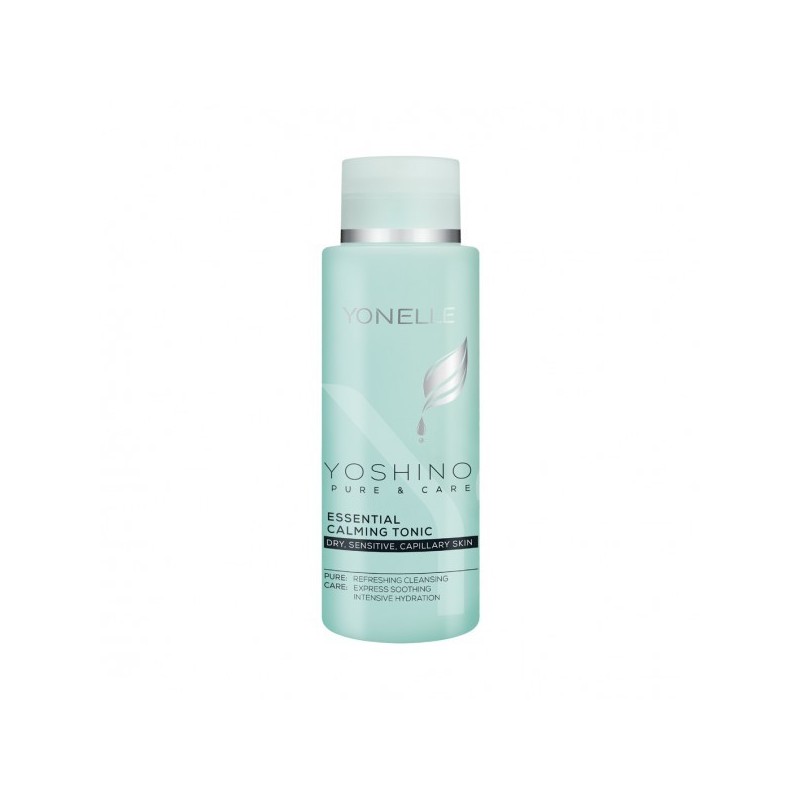 YONELLE
YOSHINO
PURE & CARE
ESSENTIAL
CALMING TONIC
DRY, SENSITIVE, CAPILLARY SKIN
PURE: REFRESHING CLEANSING
CARE: EXPRESS SOOTHING
INTENSIVE HYDRATION